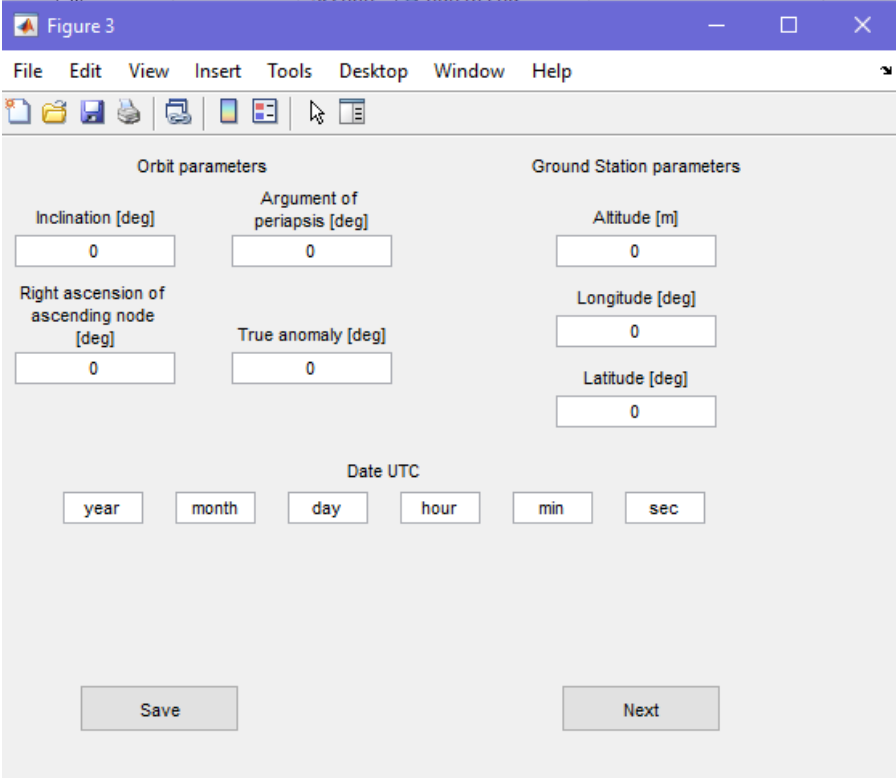 Figure 3
File Edit View Insert Tools Desktop Window Help
Orbit parameters
Ground Station parameters
Inclination [deg]
0
Argument of
periapsis [deg]
0
Altitude [m]
0
Right ascension of
ascending node
[deg]
0
True anomaly [deg]
0
Longitude [deg]
0
Latitude [deg]
0
Date UTC
year month day hour min sec
Save Next